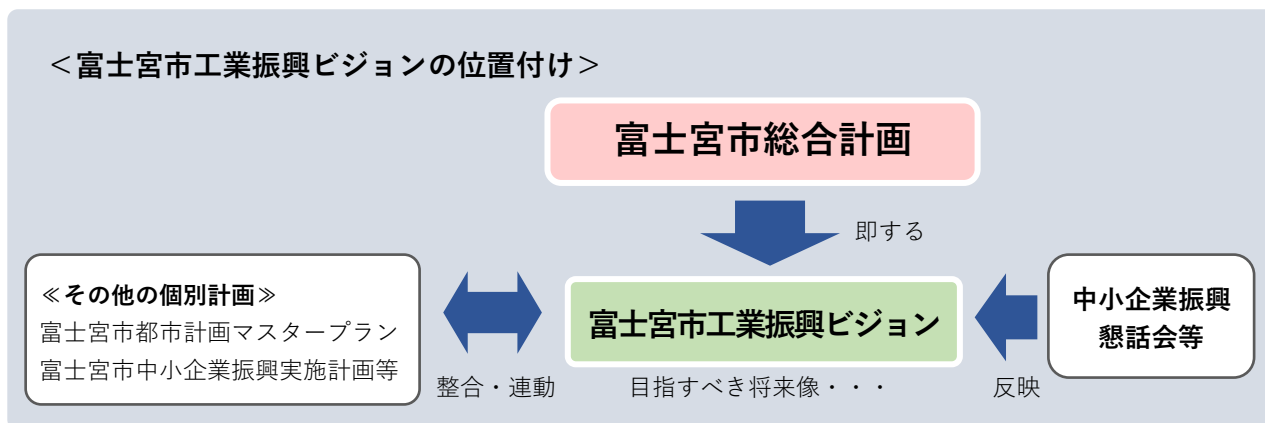 ＜富士宮市工業振興ビジョンの位置付け＞
富士宮市総合計画
即する
≪その他の個別計画≫
富士宮市都市計画マスタープラン
富士宮市中小企業振興実施計画等
整合・連動
富士宮市工業振興ビジョン
目指すべき将来像・・・
中小企業振興
懇話会等
反映